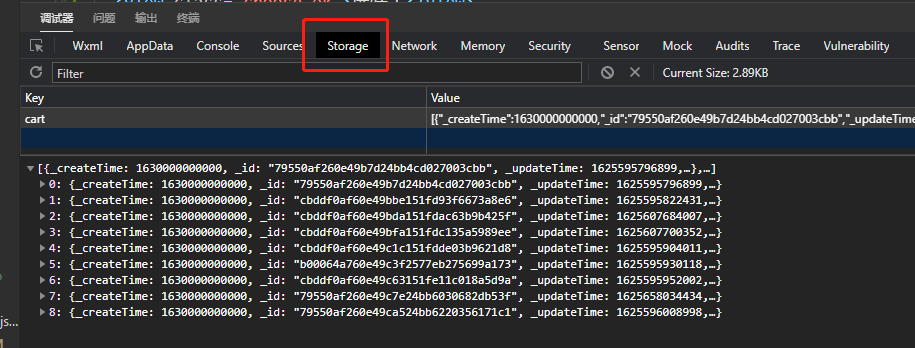 调试器 问题 输出 终端
Wxml AppData Console Sources Storage Network Memory Security Sensor Mock Audits Trace Vulnerability
Filter Current Size: 2.89KB
Key Value
cart [{"_createTime":1630000000000,"_id":"79550af260e49b7d24bb4cd027003cbb","_updateTime
[{_createTime: 1630000000000, _id: "79550af260e49b7d24bb4cd027003cbb", _updateTime: 1625595796899,…},…]
0: {_createTime: 1630000000000, _id: "79550af260e49b7d24bb4cd027003cbb", _updateTime: 1625595796899,…}
1: {_createTime: 1630000000000, _id: "cbddf0af60e49bbe151fd93f6673a8e6", _updateTime: 1625595822431,…}
2: {_createTime: 1630000000000, _id: "cbddf0af60e49bda151fdac63b9b425f", _updateTime: 1625607684007,…}
3: {_createTime: 1630000000000, _id: "cbddf0af60e49bfa151fdc135a5989ee", _updateTime: 1625607700352,…}
4: {_createTime: 1630000000000, _id: "cbddf0af60e49c1c151fdde03b9621d8", _updateTime: 1625595904011,…}
5: {_createTime: 1630000000000, _id: "b00064a760e49c3f2577eb275699a173", _updateTime: 1625595930118,…}
6: {_createTime: 1630000000000, _id: "cbddf0af60e49c63151fe11c018a5d9a", _updateTime: 1625595952002,…}
7: {_createTime: 1630000000000, _id: "79550af260e49c7e24bb6030682db53f", _updateTime: 1625658034434,…}
8: {_createTime: 1630000000000, _id: "79550af260e49ca524bb6220356171c1", _updateTime: 1625596008998,…}
js...